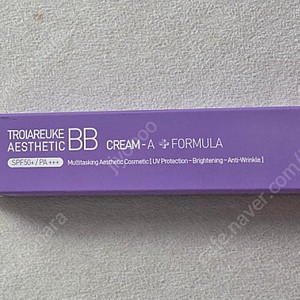 TROIAREUKE
AESTHETIC BB CREAM-A + FORMULA
SPF50+/PA+++ Multitasking Aesthetic Cosmetic [ UV Protection - Brightening - Anti-Wrinkle ]